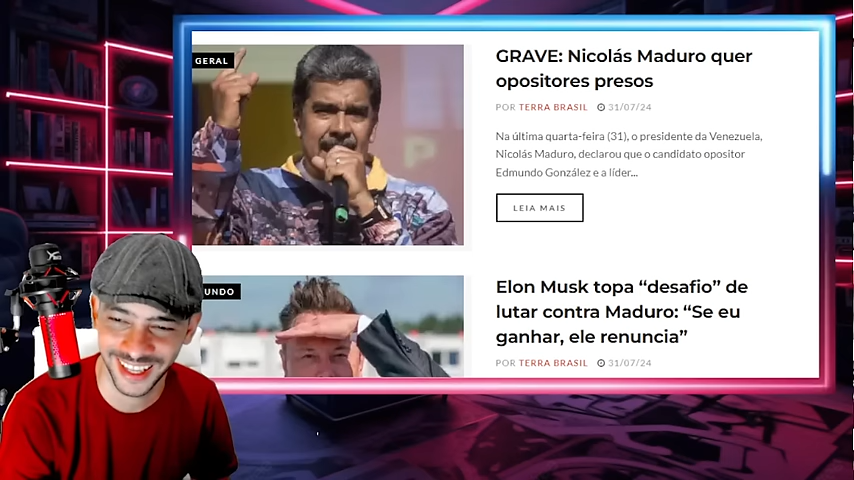 GERAL
GRAVE: Nicolás Maduro quer
opositores presos
POR TERRA BRASIL 31/07/24
Na última quarta-feira (31), o presidente da Venezuela,
Nicolás Maduro, declarou que o candidato opositor
Edmundo González e a líder...
LEIA MAIS
UNDO
Elon Musk topa “desafio” de
lutar contra Maduro: “Se eu
ganhar, ele renuncia”
POR TERRA BRASIL 31/07/24